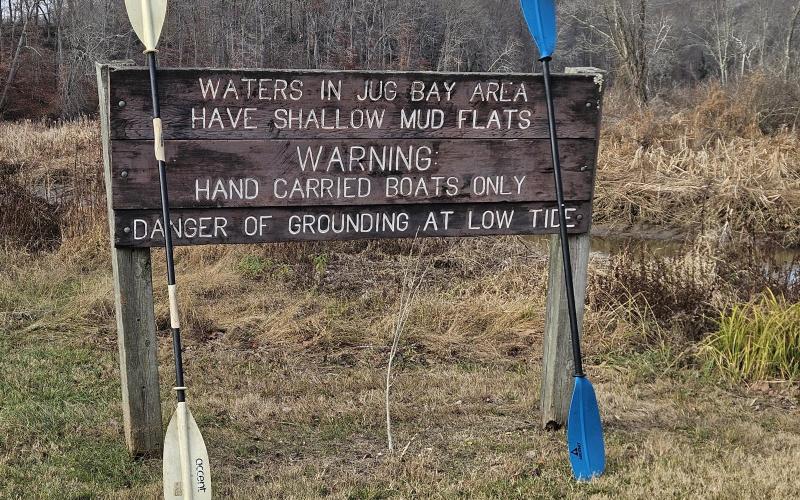 WATERS IN JUG BAY AREA
HAVE SHALLOW MUD FLATS
WARNING:
HAND CARRIED BOATS ONLY
DANGER OF GROUNDING AT LOW TIDE
accent